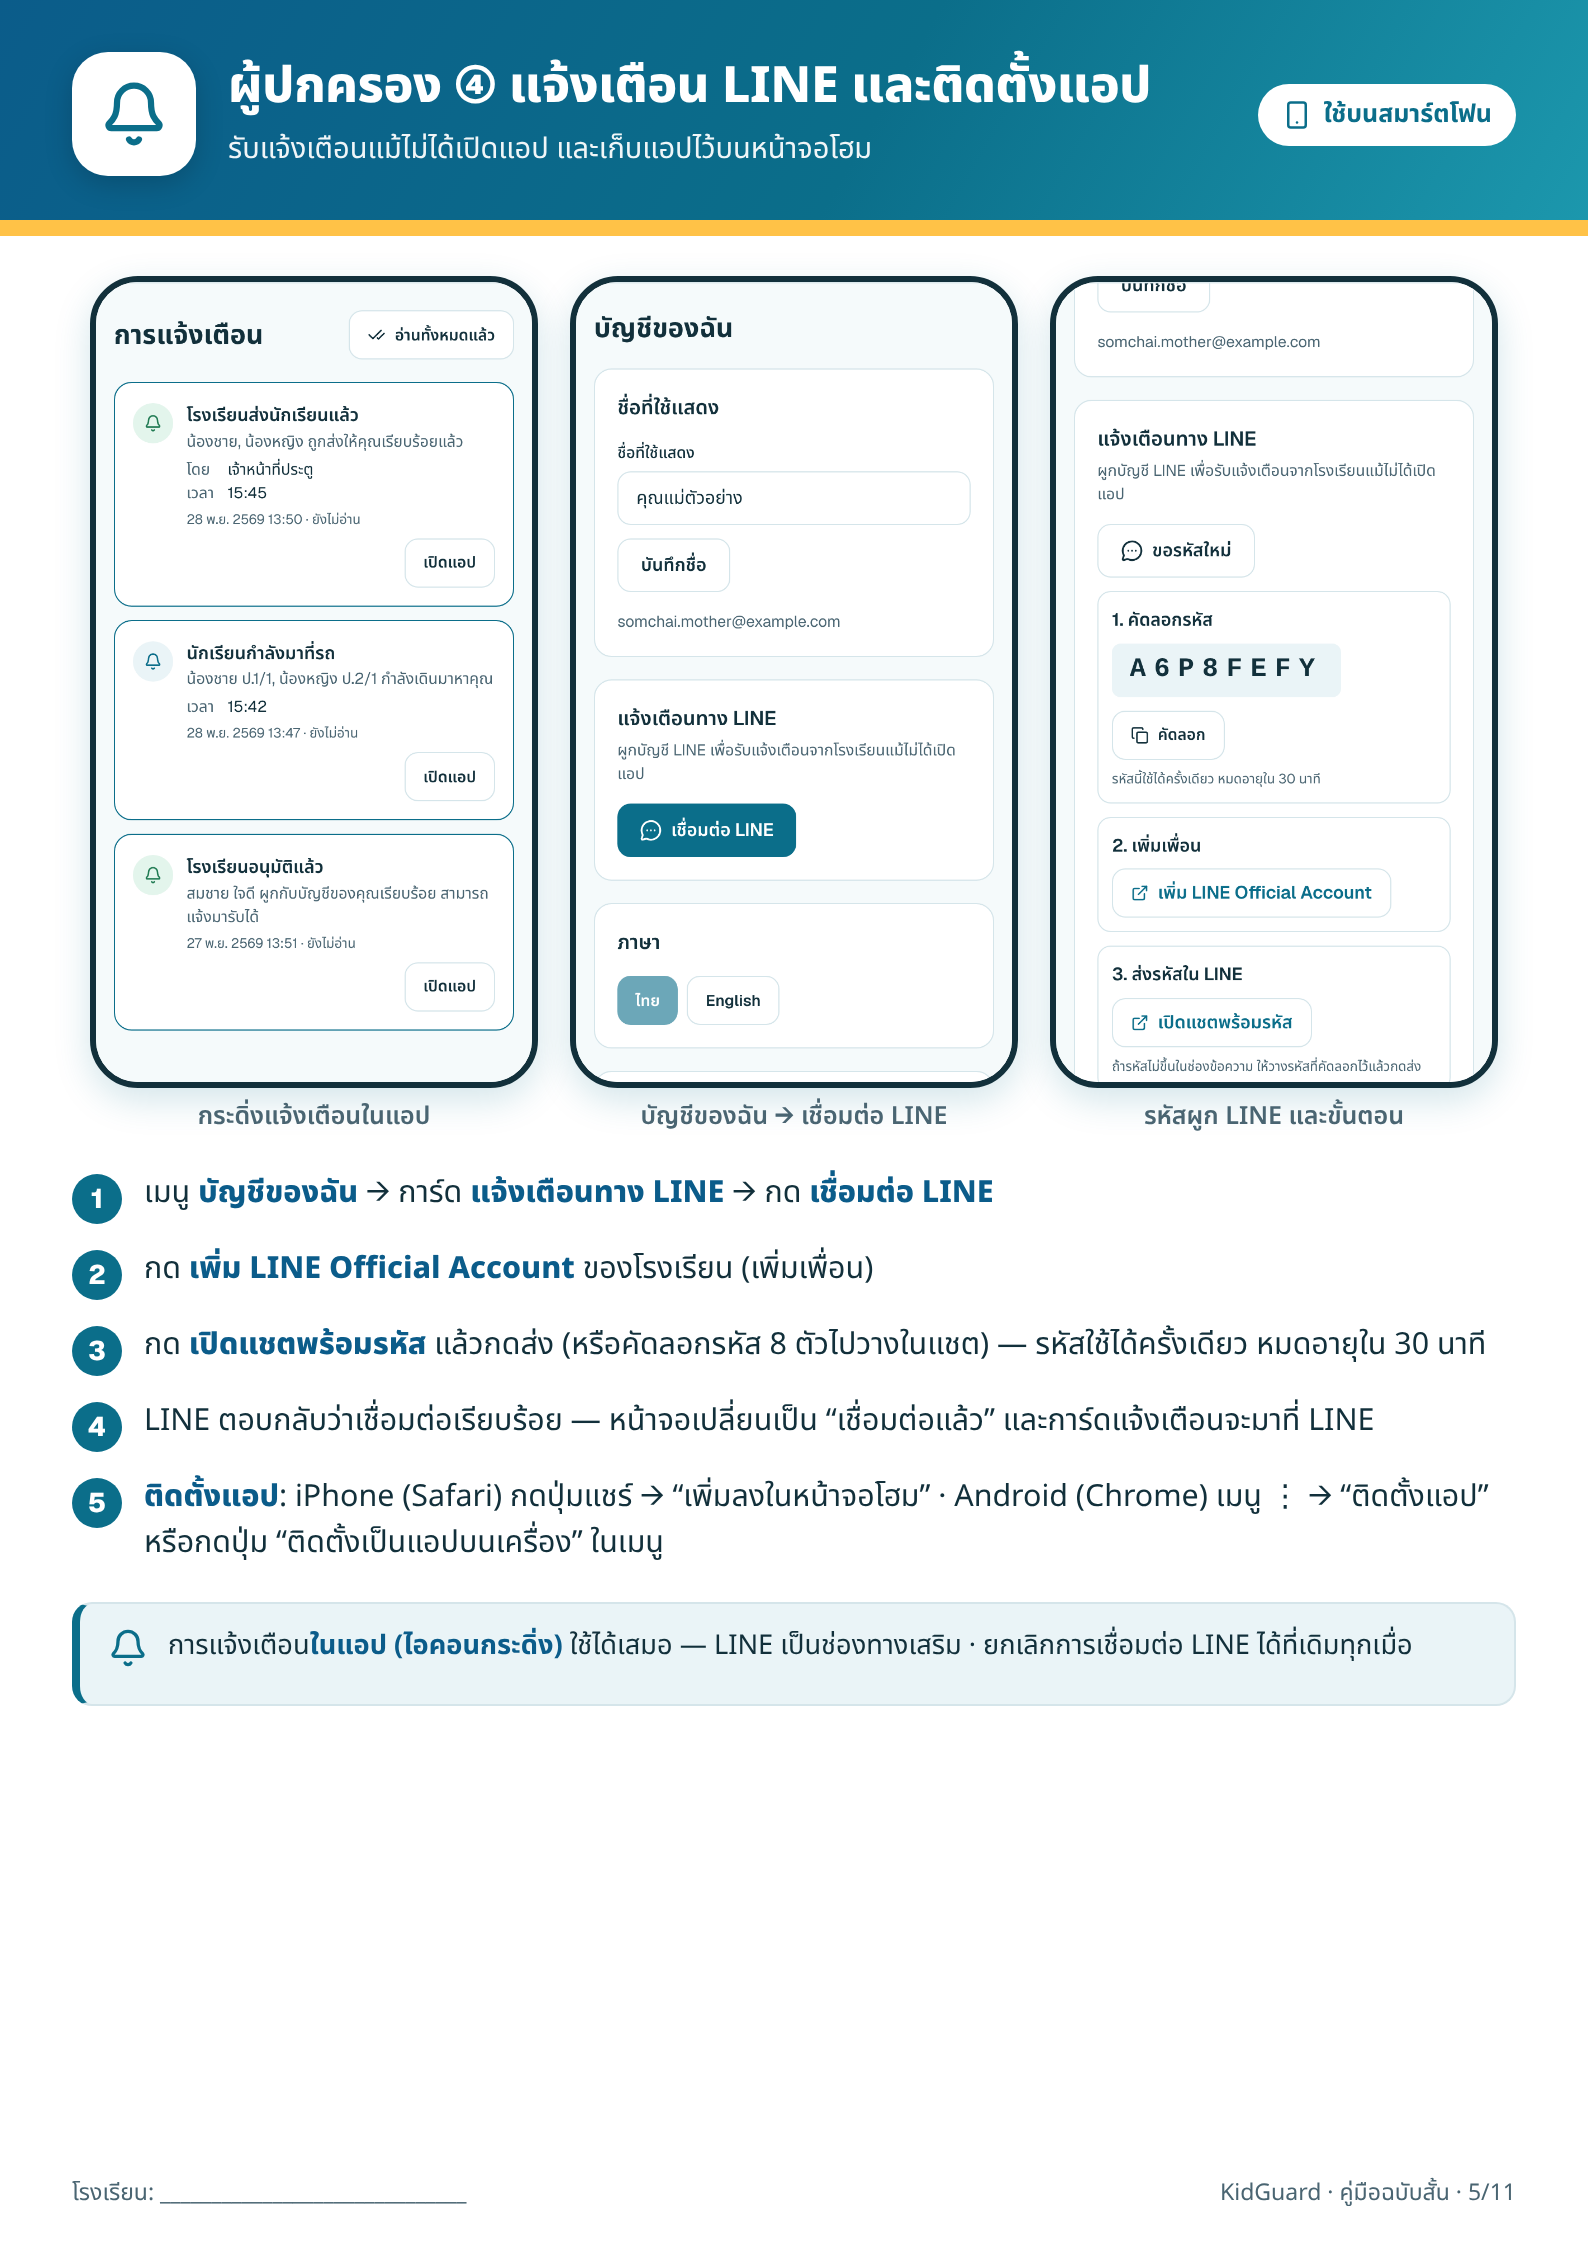 ผู้ปกครอง ④ แจ้งเตือน LINE และติดตั้งแอป
รับแจ้งเตือนแม้ไม่ได้เปิดแอป และเก็บแอปไว้บนหน้าจอโฮม
ใช้บนสมาร์ตโฟน
การแจ้งเตือน
อ่านทั้งหมดแล้ว
โรงเรียนส่งนักเรียนแล้ว
น้องชาย, น้องหญิง ถูกส่งให้คุณเรียบร้อยแล้ว
โดย เจ้าหน้าที่ประตู
เวลา 15:45
28 พ.ย. 2569 13:50 · ยังไม่อ่าน
เปิดแอป
นักเรียนกำลังมาที่รถ
น้องชาย ป.1/1, น้องหญิง ป.2/1 กำลังเดินมาหาคุณ
เวลา 15:42
28 พ.ย. 2569 13:47 · ยังไม่อ่าน
เปิดแอป
โรงเรียนอนุมัติแล้ว
สมชาย ใจดี ผูกกับบัญชีของคุณเรียบร้อย สามารถ
แจ้งมารับได้
27 พ.ย. 2569 13:51 · ยังไม่อ่าน
เปิดแอป
กระดิ่งแจ้งเตือนในแอป
บัญชีของฉัน
ชื่อที่ใช้แสดง
ชื่อที่ใช้แสดง
คุณแม่ตัวอย่าง
บันทึกชื่อ
somchai.mother@example.com
แจ้งเตือนทาง LINE
ผูกบัญชี LINE เพื่อรับแจ้งเตือนจากโรงเรียนแม้ไม่ได้เปิด
แอป
เชื่อมต่อ LINE
ภาษา
ไทย
English
บัญชีของฉัน → เชื่อมต่อ LINE
บันทึกชื่อ
somchai.mother@example.com
แจ้งเตือนทาง LINE
ผูกบัญชี LINE เพื่อรับแจ้งเตือนจากโรงเรียนแม้ไม่ได้เปิด
แอป
ขอรหัสใหม่
1. คัดลอกรหัส
A6P8FEFY
คัดลอก
รหัสนี้ใช้ได้ครั้งเดียว หมดอายุใน 30 นาที
2. เพิ่มเพื่อน
เพิ่ม LINE Official Account
3. ส่งรหัสใน LINE
เปิดแชตพร้อมรหัส
ถ้ารหัสไม่ขึ้นในช่องข้อความ ให้วางรหัสที่คัดลอกไว้แล้วกดส่ง
รหัสผูก LINE และขั้นตอน
1 เมนู บัญชีของฉัน → การ์ด แจ้งเตือนทาง LINE → กด เชื่อมต่อ LINE
2 กด เพิ่ม LINE Official Account ของโรงเรียน (เพิ่มเพื่อน)
3 กด เปิดแชตพร้อมรหัส แล้วกดส่ง (หรือคัดลอกรหัส 8 ตัวไปวางในแชต) — รหัสใช้ได้ครั้งเดียว หมดอายุใน 30 นาที
4 LINE ตอบกลับว่าเชื่อมต่อเรียบร้อย — หน้าจอเปลี่ยนเป็น “เชื่อมต่อแล้ว” และการ์ดแจ้งเตือนจะมาที่ LINE
5 ติดตั้งแอป: iPhone (Safari) กดปุ่มแชร์ → “เพิ่มลงในหน้าจอโฮม” · Android (Chrome) เมนู ⋮ → “ติดตั้งแอป”
หรือกดปุ่ม “ติดตั้งเป็นแอปบนเครื่อง” ในเมนู
การแจ้งเตือนในแอป (ไอคอนกระดิ่ง) ใช้ได้เสมอ — LINE เป็นช่องทางเสริม · ยกเลิกการเชื่อมต่อ LINE ได้ที่เดิมทุกเมื่อ
โรงเรียน: __________________________
KidGuard · คู่มือฉบับสั้น · 5/11